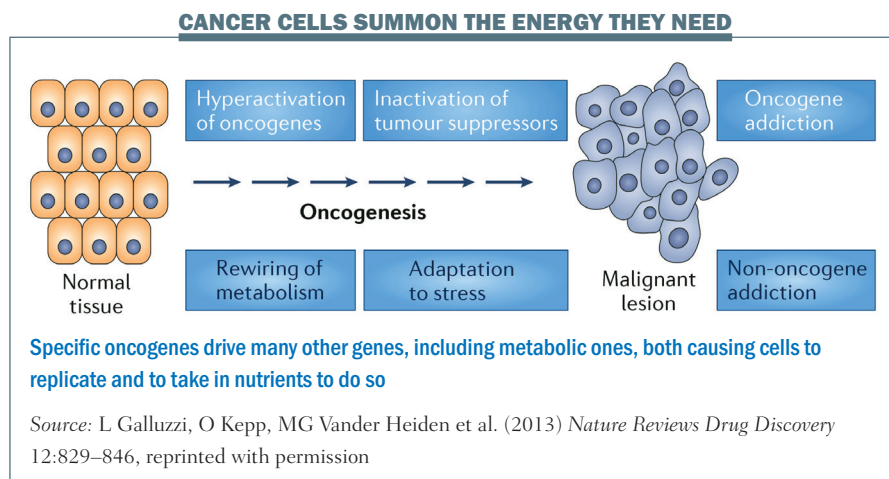 CANCER CELLS SUMMON THE ENERGY THEY NEED
Hyperactivation
of oncogenes
Inactivation of
tumour suppressors
Oncogene
addiction
Oncogenesis
Normal
tissue
Rewiring of
metabolism
Adaptation
to stress
Malignant
lesion
Non-oncogene
addiction
Specific oncogenes drive many other genes, including metabolic ones, both causing cells to
replicate and to take in nutrients to do so
Source: L Galluzzi, O Kepp, MG Vander Heiden et al. (2013) Nature Reviews Drug Discovery
12:829–846, reprinted with permission